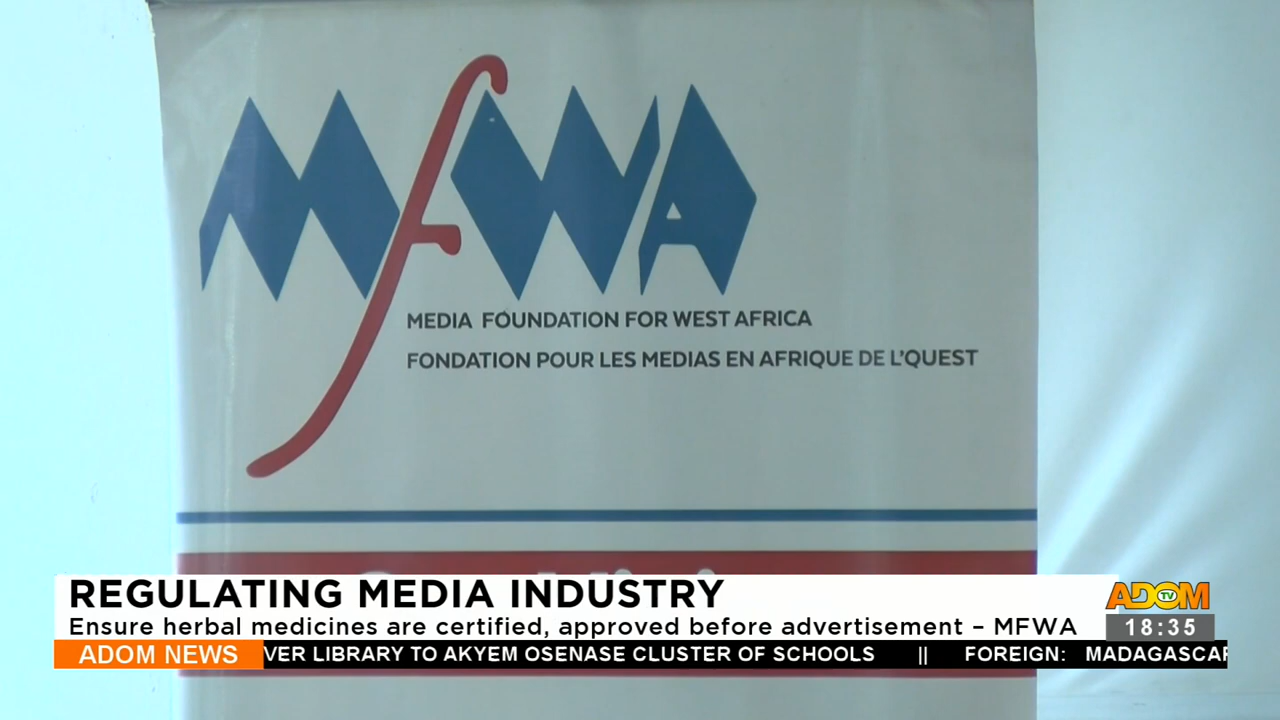 MfWA
MEDIA FOUNDATION FOR WEST AFRICA
FONDATION POUR LES MEDIAS EN AFRIQUE DE L'QUEST
REGULATING MEDIA INDUSTRY
Ensure herbal medicines are certified, approved before advertisement – MFWA
ADOM TV
18:35
ADOM NEWS
VER LIBRARY TO AKYEM OSENASE CLUSTER OF SCHOOLS || FOREIGN: MADAGASCAR